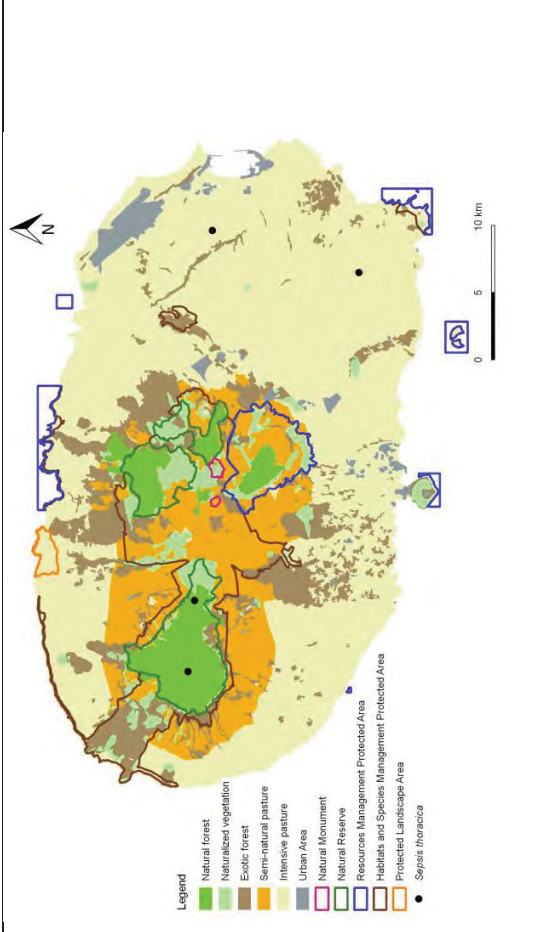 N
0 5 10 km
Legend
Natural forest
Naturalized vegetation
Exotic forest
Semi-natural pasture
Intensive pasture
Urban Area
Natural Monument
Natural Reserve
Resources Management Protected Area
Habitats and Species Management Protected Area
Protected Landscape Area
Sepsis thoracica